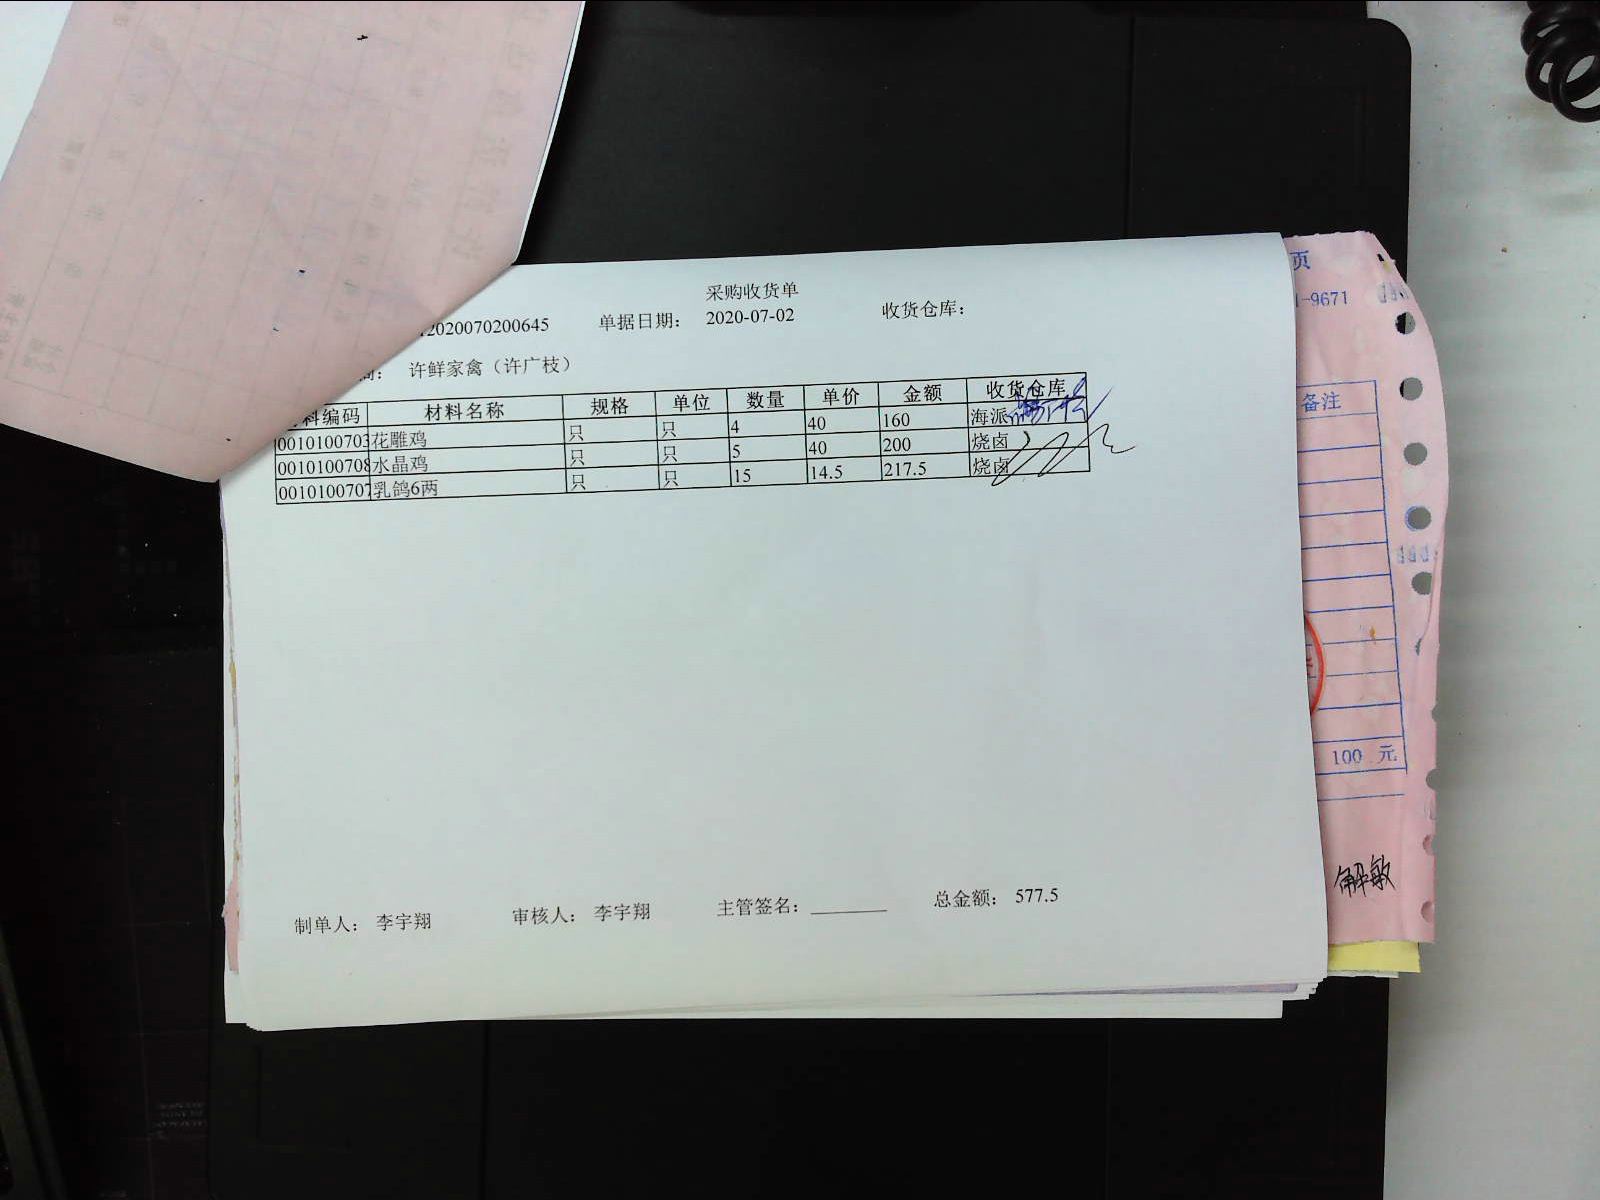 采购收货单
2020070200645 单据日期： 2020-07-02 收货仓库：
许鲜家禽（许广枝）
料编码 材料名称 规格 单位 数量 单价 金额 收货仓库
0010100703 花雕鸡 只 只 4 40 160 海派
0010100708 水晶鸡 只 只 5 40 200 烧卤
0010100707 乳鸽6两 只 只 15 14.5 217.5 烧卤
制单人： 李宇翔 审核人： 李宇翔 主管签名： 总金额： 577.5
页
-9671
备注
100 元
解敏